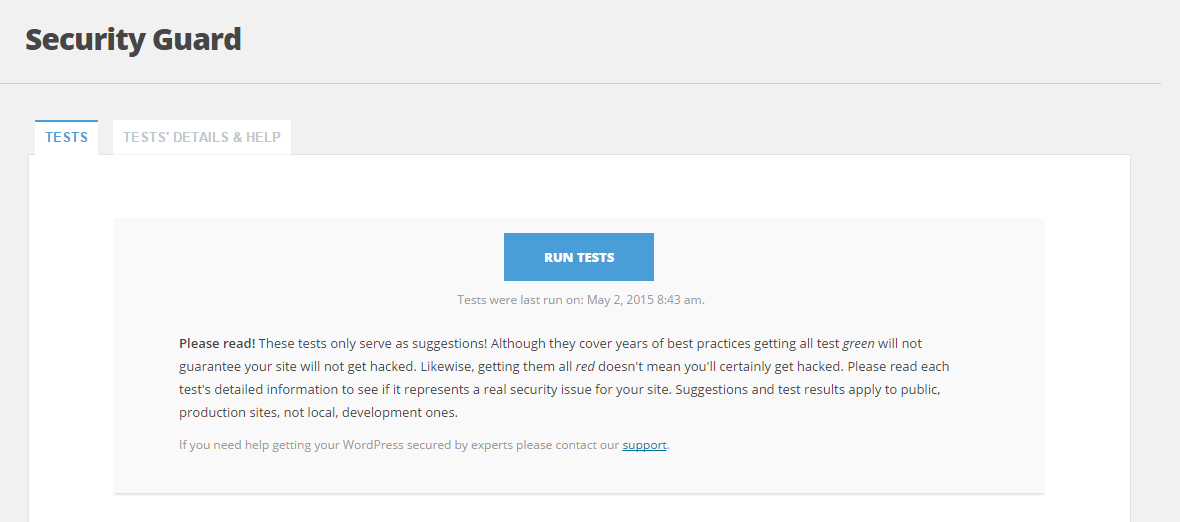 Security Guard
TESTS
TESTS' DETAILS & HELP
RUN TESTS
Tests were last run on: May 2, 2015 8:43 am.
Please read! These tests only serve as suggestions! Although they cover years of best practices getting all test green will not
guarantee your site will not get hacked. Likewise, getting them all red doesn't mean you'll certainly get hacked. Please read each
test's detailed information to see if it represents a real security issue for your site. Suggestions and test results apply to public,
production sites, not local, development ones.
If you need help getting your WordPress secured by experts please contact our support.